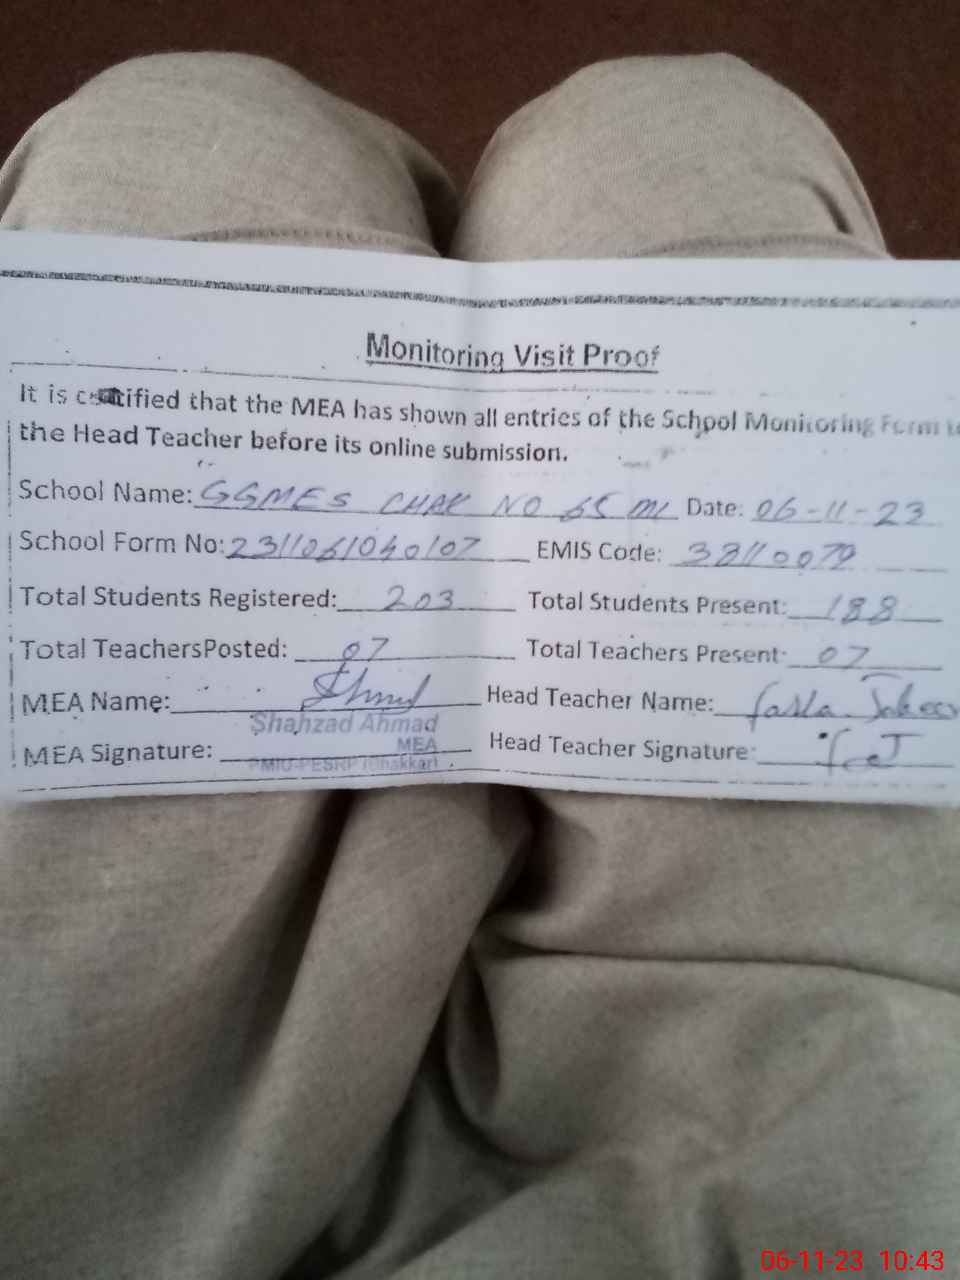 Monitoring Visit Proof
It is certified that the MEA has shown all entries of the School Monitoring Form to
the Head Teacher before its online submission.
School Name: GGMES CHAK NO 65 ML Date: 06-11-23
School Form No: 2311061040107 EMIS Code: 38110079
Total Students Registered: 203 Total Students Present: 188
Total TeachersPosted: 07 Total Teachers Present: 07
MEA Name: Head Teacher Name:
Shahzad Ahmad
MEA
MEA Signature: Head Teacher Signature:
PMIU-PESRP (Bhakkar)
06-11-23 10:43